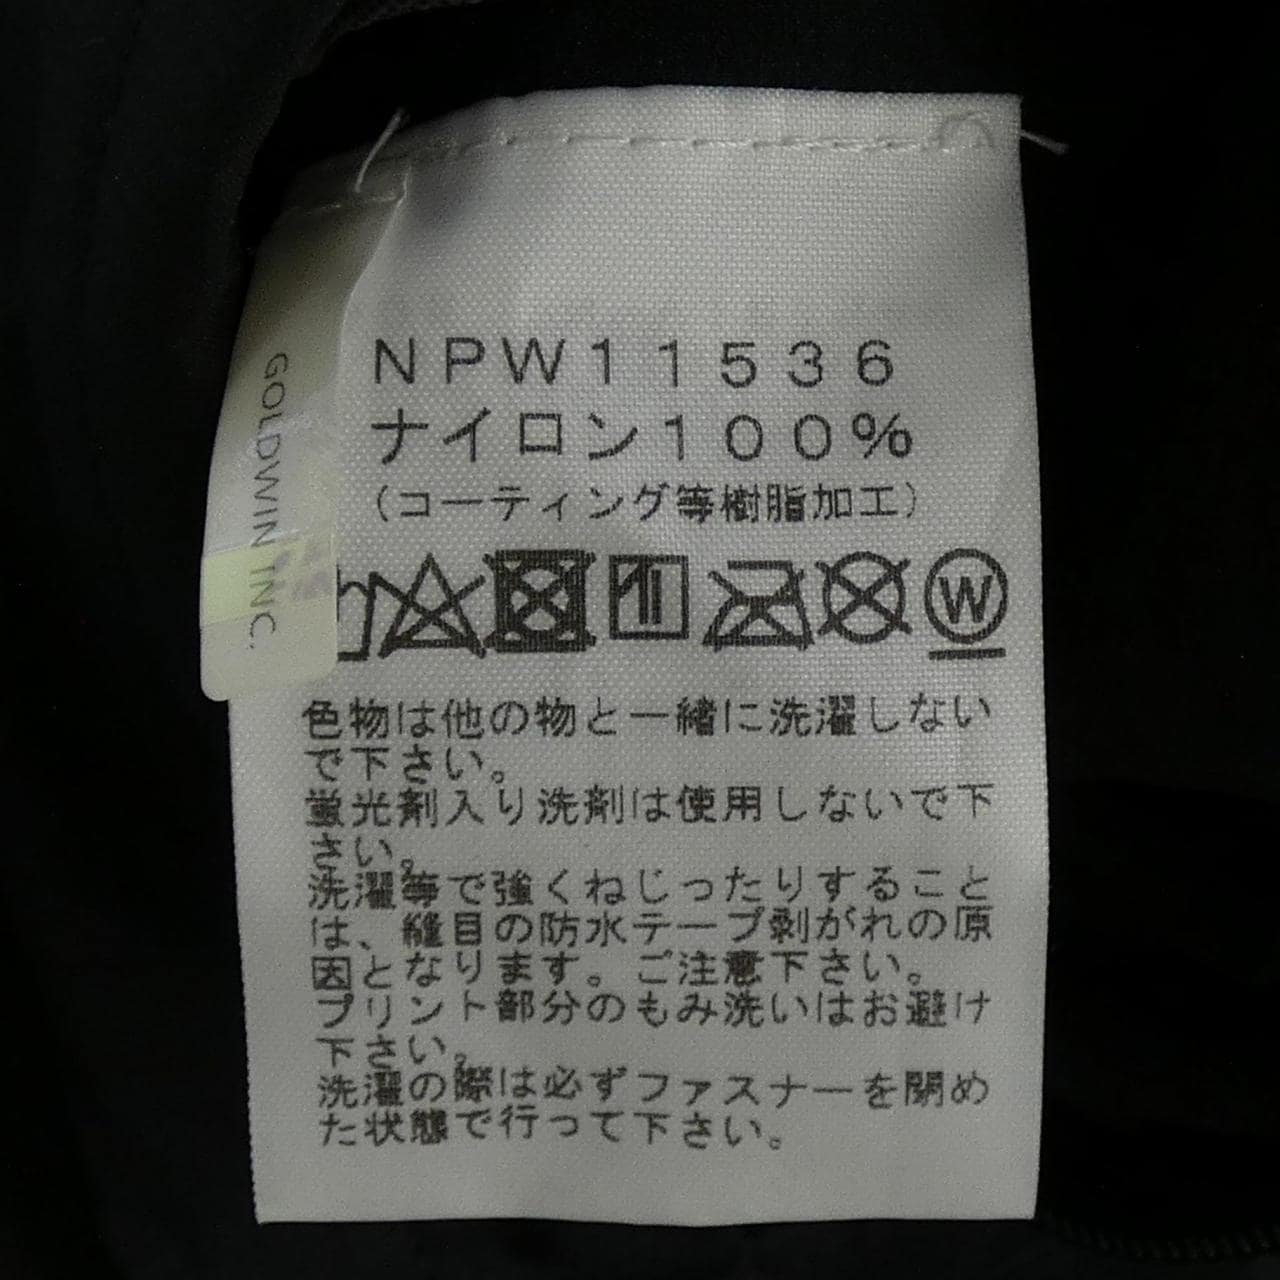 NPW11536
ナイロン100%
(コーティング等樹脂加工)
GOLDWIN INC.
W
色物は他の物と一緒に洗濯しない
で下さい。
蛍光剤入り洗剤は使用しないで下
さい。
洗濯等で強くねじったりすること
は、縫目の防水テープ剥がれの原
因となります。ご注意下さい。
プリント部分のもみ洗いはお避け
下さい。
洗濯の際は必ずファスナーを閉め
た状態で行って下さい。